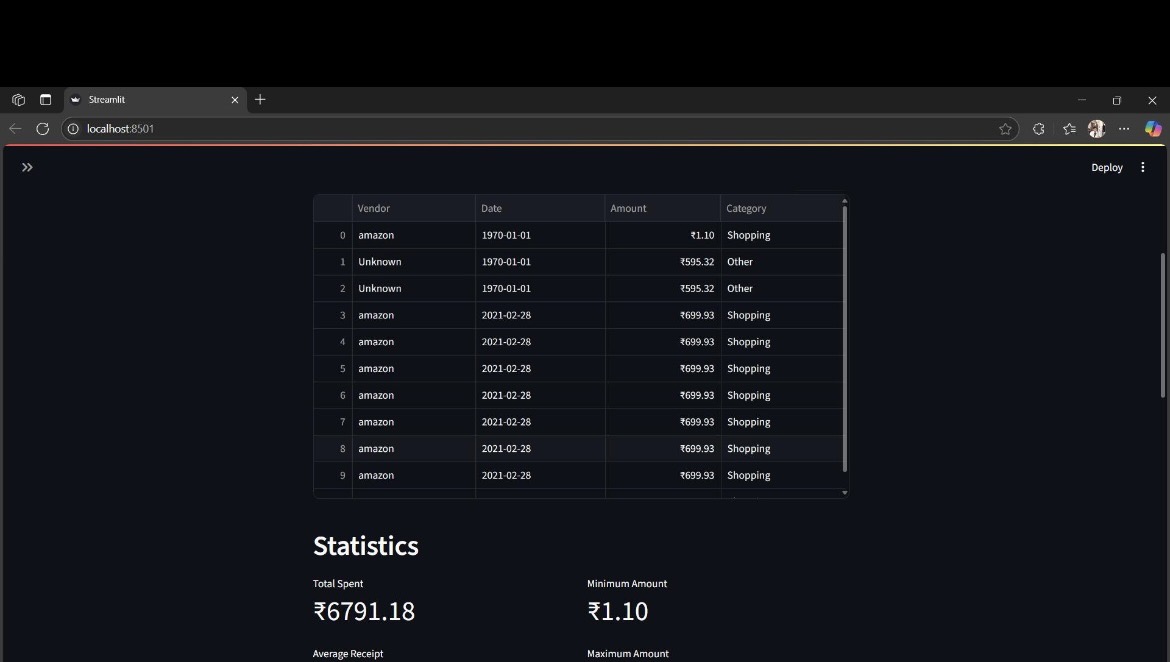 Streamlit
localhost:8501
Deploy
Vendor Date Amount Category
0 amazon 1970-01-01 ₹1.10 Shopping
1 Unknown 1970-01-01 ₹595.32 Other
2 Unknown 1970-01-01 ₹595.32 Other
3 amazon 2021-02-28 ₹699.93 Shopping
4 amazon 2021-02-28 ₹699.93 Shopping
5 amazon 2021-02-28 ₹699.93 Shopping
6 amazon 2021-02-28 ₹699.93 Shopping
7 amazon 2021-02-28 ₹699.93 Shopping
8 amazon 2021-02-28 ₹699.93 Shopping
9 amazon 2021-02-28 ₹699.93 Shopping
Statistics
Total Spent Minimum Amount
₹6791.18 ₹1.10
Average Receipt Maximum Amount